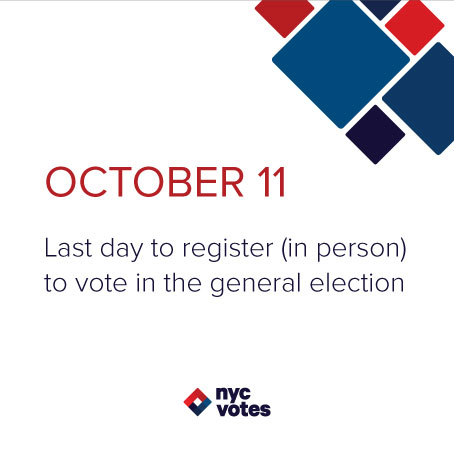 OCTOBER 11
Last day to register (in person)
to vote in the general election
nyc
votes